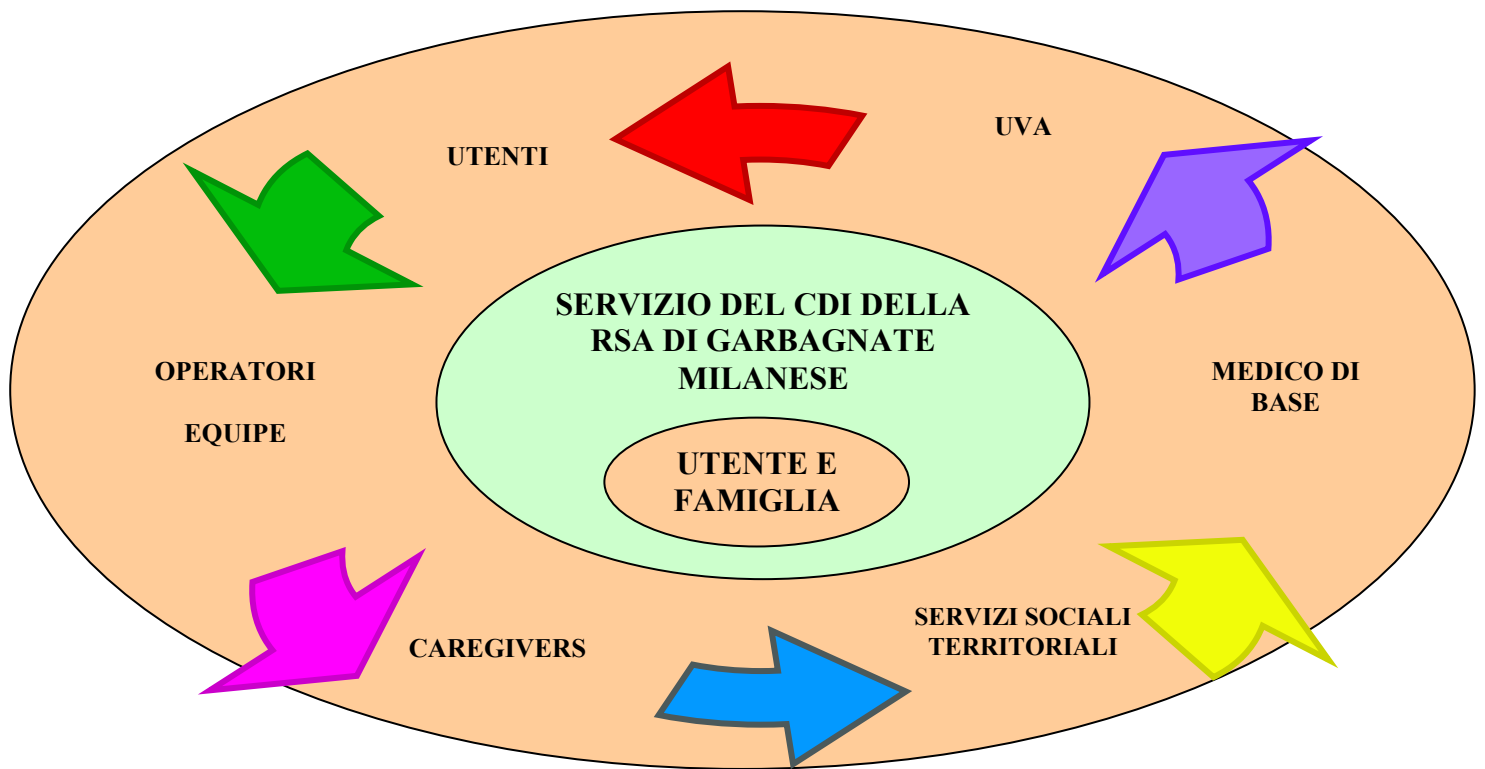 UVA
UTENTI
SERVIZIO DEL CDI DELLA
RSA DI GARBAGNATE
MILANESE
OPERATORI
EQUIPE
MEDICO DI
BASE
UTENTE E
FAMIGLIA
SERVIZI SOCIALI
TERRITORIALI
CAREGIVERS